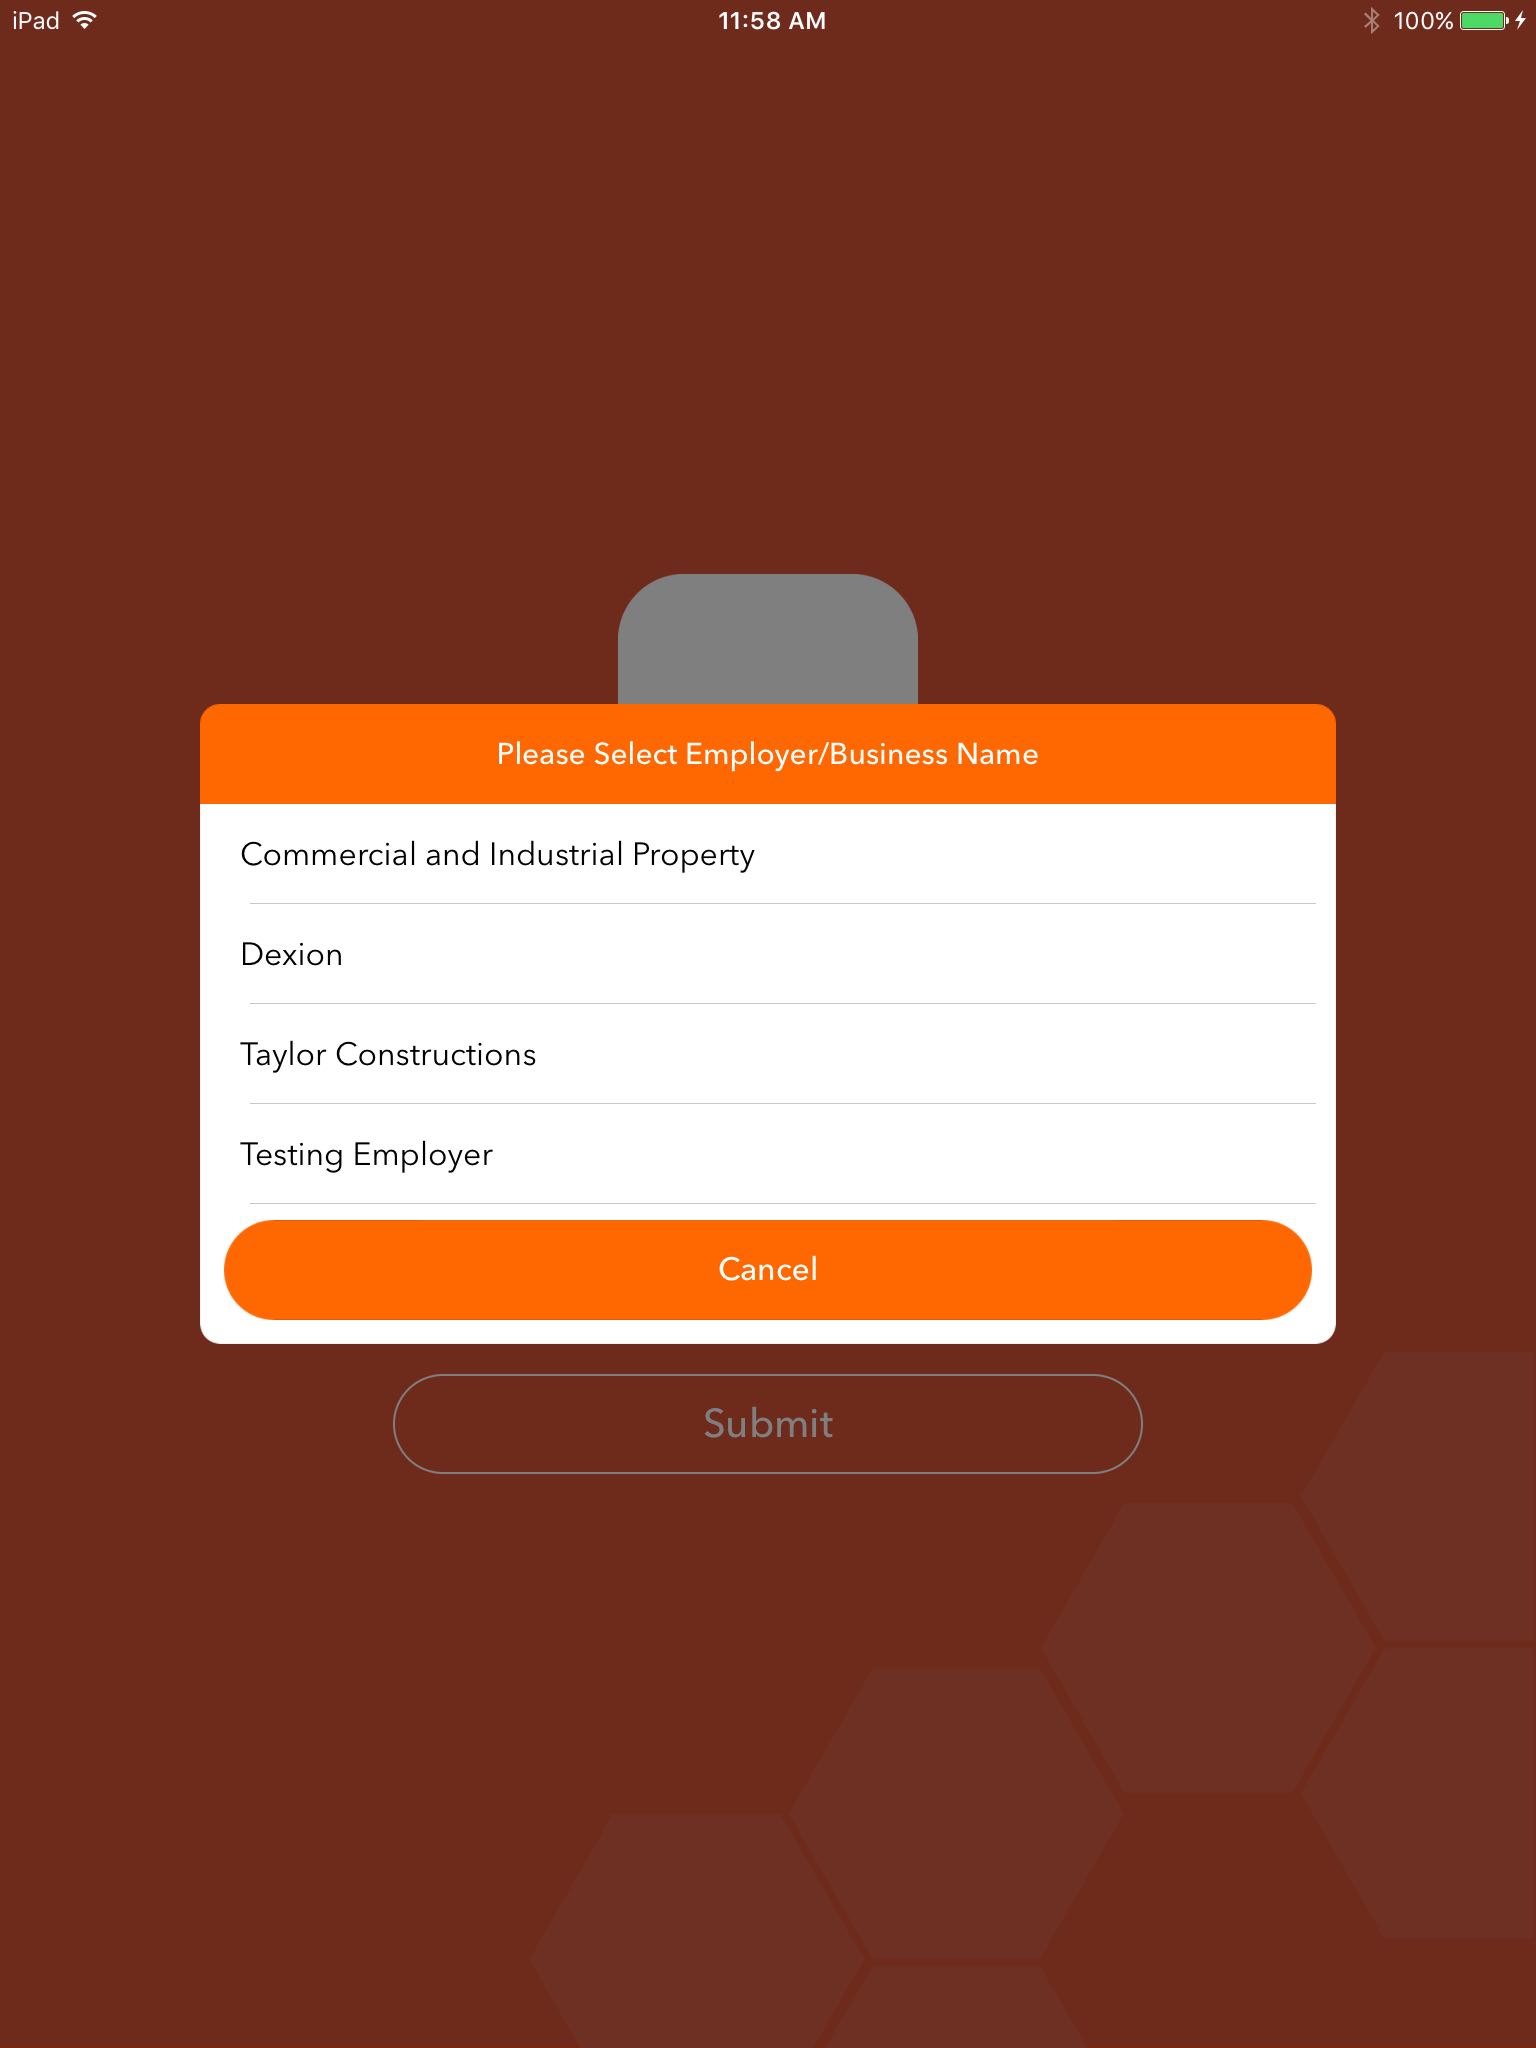 iPad
11:58 AM
100%
Please Select Employer/Business Name
Commercial and Industrial Property
Dexion
Taylor Constructions
Testing Employer
Cancel
Submit